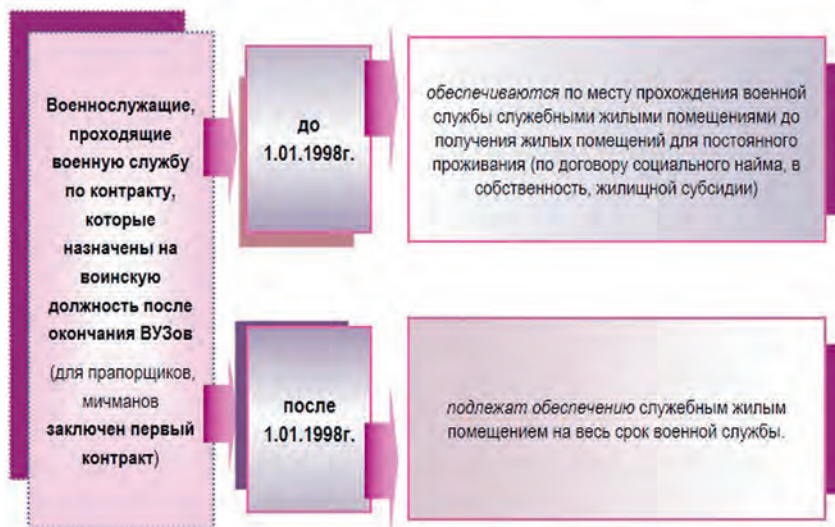 Военнослужащие,
проходящие
военную службу
по контракту,
которые
назначены на
воинскую
должность после
окончания ВУЗов
(для прапорщиков,
мичманов
заключен первый
контракт)
до
1.01.1998г.
обеспечиваются по месту прохождения военной
службы служебными жилыми помещениями до
получения жилых помещений для постоянного
проживания (по договору социального найма, в
собственность, жилищной субсидии)
после
1.01.1998г.
подлежат обеспечению служебным жилым
помещением на весь срок военной службы.